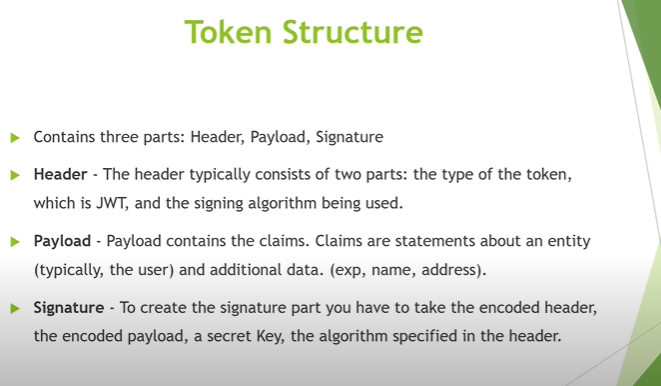 Token Structure
Contains three parts: Header, Payload, Signature
Header - The header typically consists of two parts: the type of the token,
which is JWT, and the signing algorithm being used.
Payload - Payload contains the claims. Claims are statements about an entity
(typically, the user) and additional data. (exp, name, address).
Signature - To create the signature part you have to take the encoded header,
the encoded payload, a secret Key, the algorithm specified in the header.